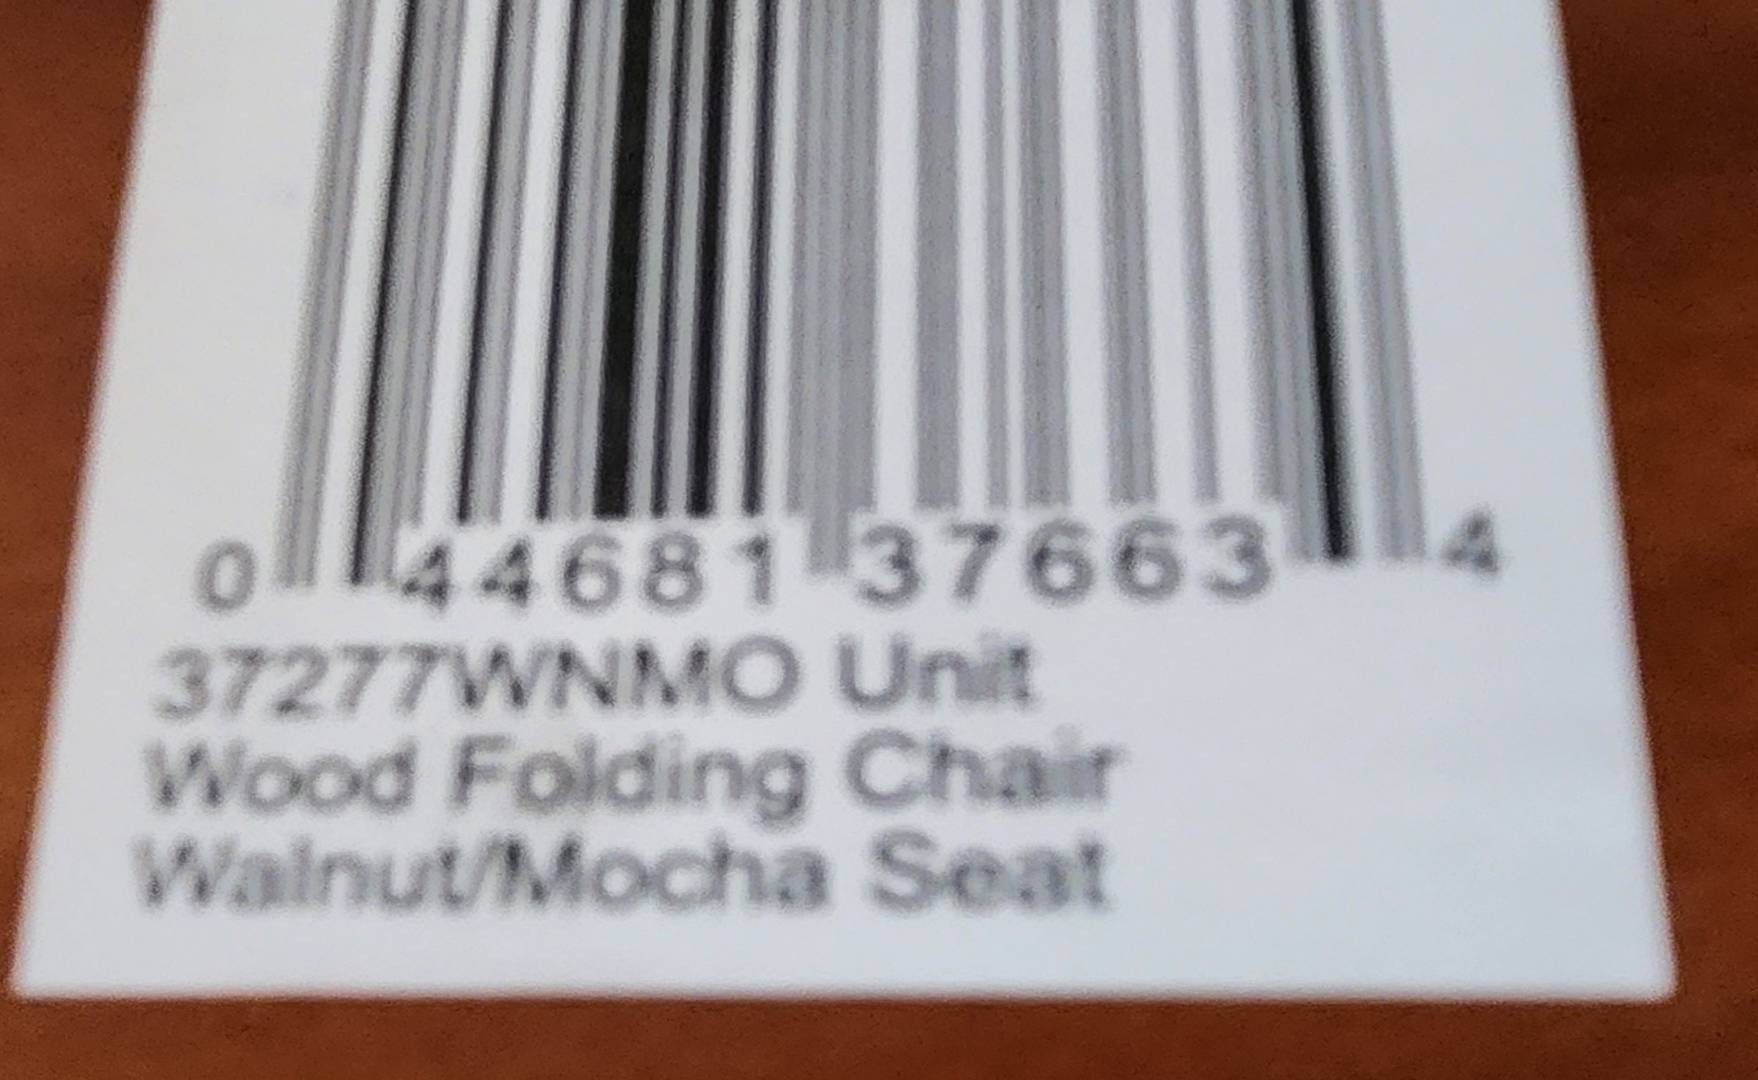 0 44681 37663 4
37277WNMO Unit
Wood Folding Chair
Walnut/Mocha Seat